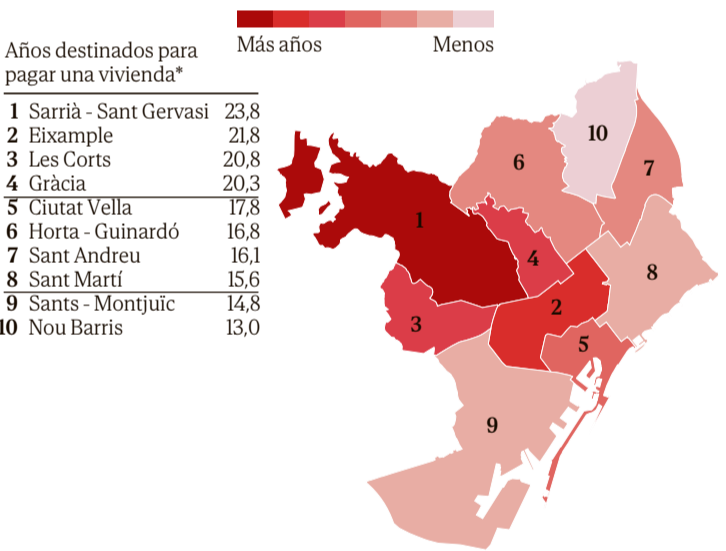 Más años Menos
Años destinados para
pagar una vivienda*
1 Sarrià - Sant Gervasi 23,8
2 Eixample 21,8
3 Les Corts 20,8
4 Gràcia 20,3
5 Ciutat Vella 17,8
6 Horta - Guinardó 16,8
7 Sant Andreu 16,1
8 Sant Martí 15,6
9 Sants - Montjuïc 14,8
10 Nou Barris 13,0
10
6
7
1
4
8
2
3
5
9